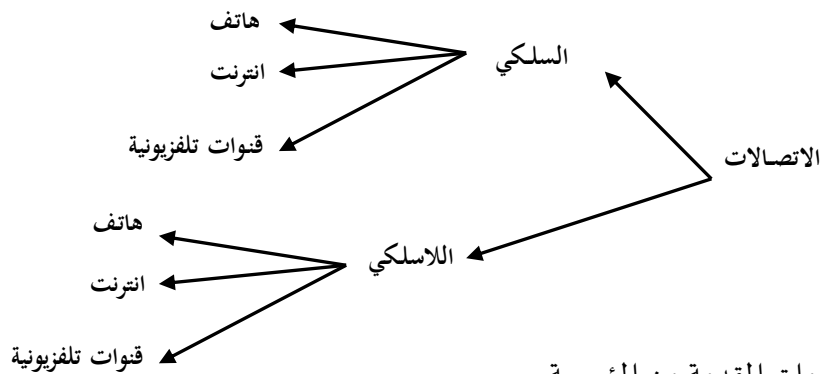 هاتف
السلكي
انترنت
قنوات تلفزيونية
الاتصالات
هاتف
اللاسلكي
انترنت
قنوات تلفزيونية